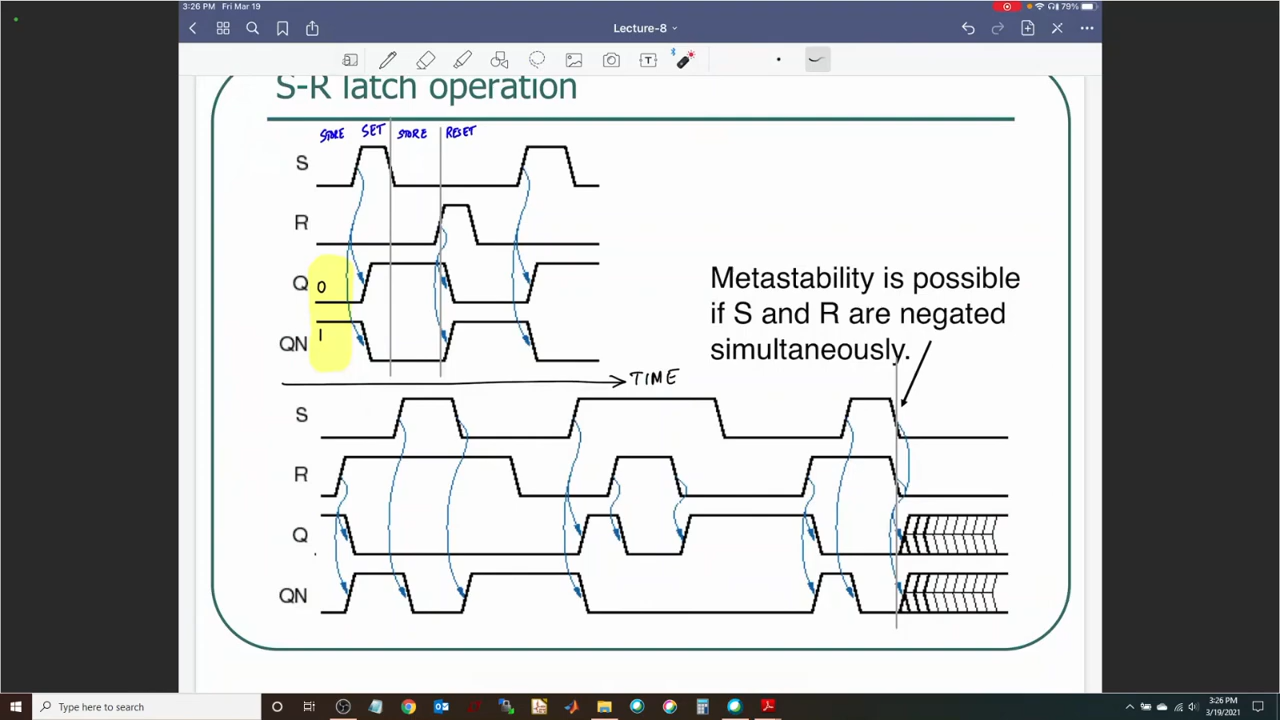 3:26 PM Fri Mar 19
79%
Lecture-8
T
S-R latch operation
STORE SET STORE RESET
S
R
Q 0
QN 1
Metastability is possible
if S and R are negated
simultaneously.
TIME
S
R
Q
QN
Type here to search
3:26 PM
3/19/2021